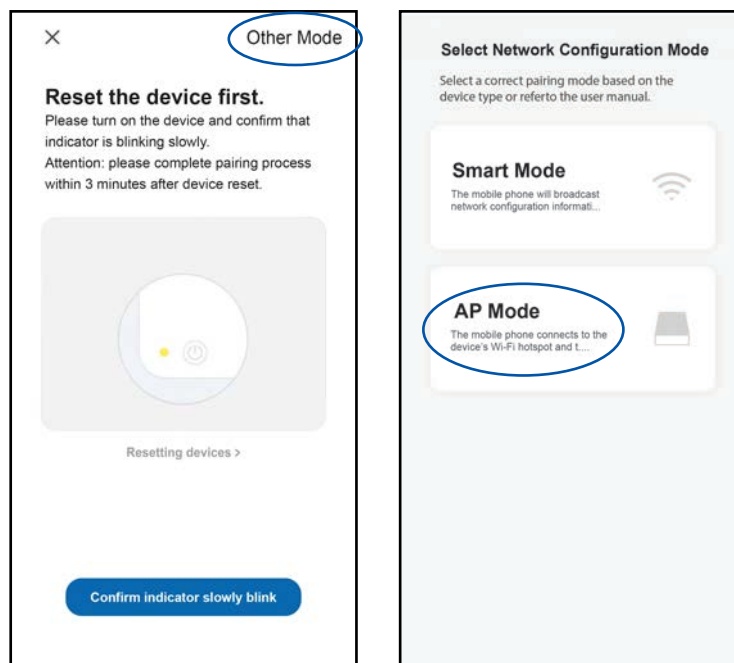 Other Mode
Reset the device first.
Please turn on the device and confirm that
indicator is blinking slowly.
Attention: please complete pairing process
within 3 minutes after device reset.
Resetting devices >
Confirm indicator slowly blink
Select Network Configuration Mode
Select a correct pairing mode based on the
device type or referto the user manual.
Smart Mode
The mobile phone will broadcast
network configuration informati...
AP Mode
The mobile phone connects to the
device's Wi-Fi hotspot and t....